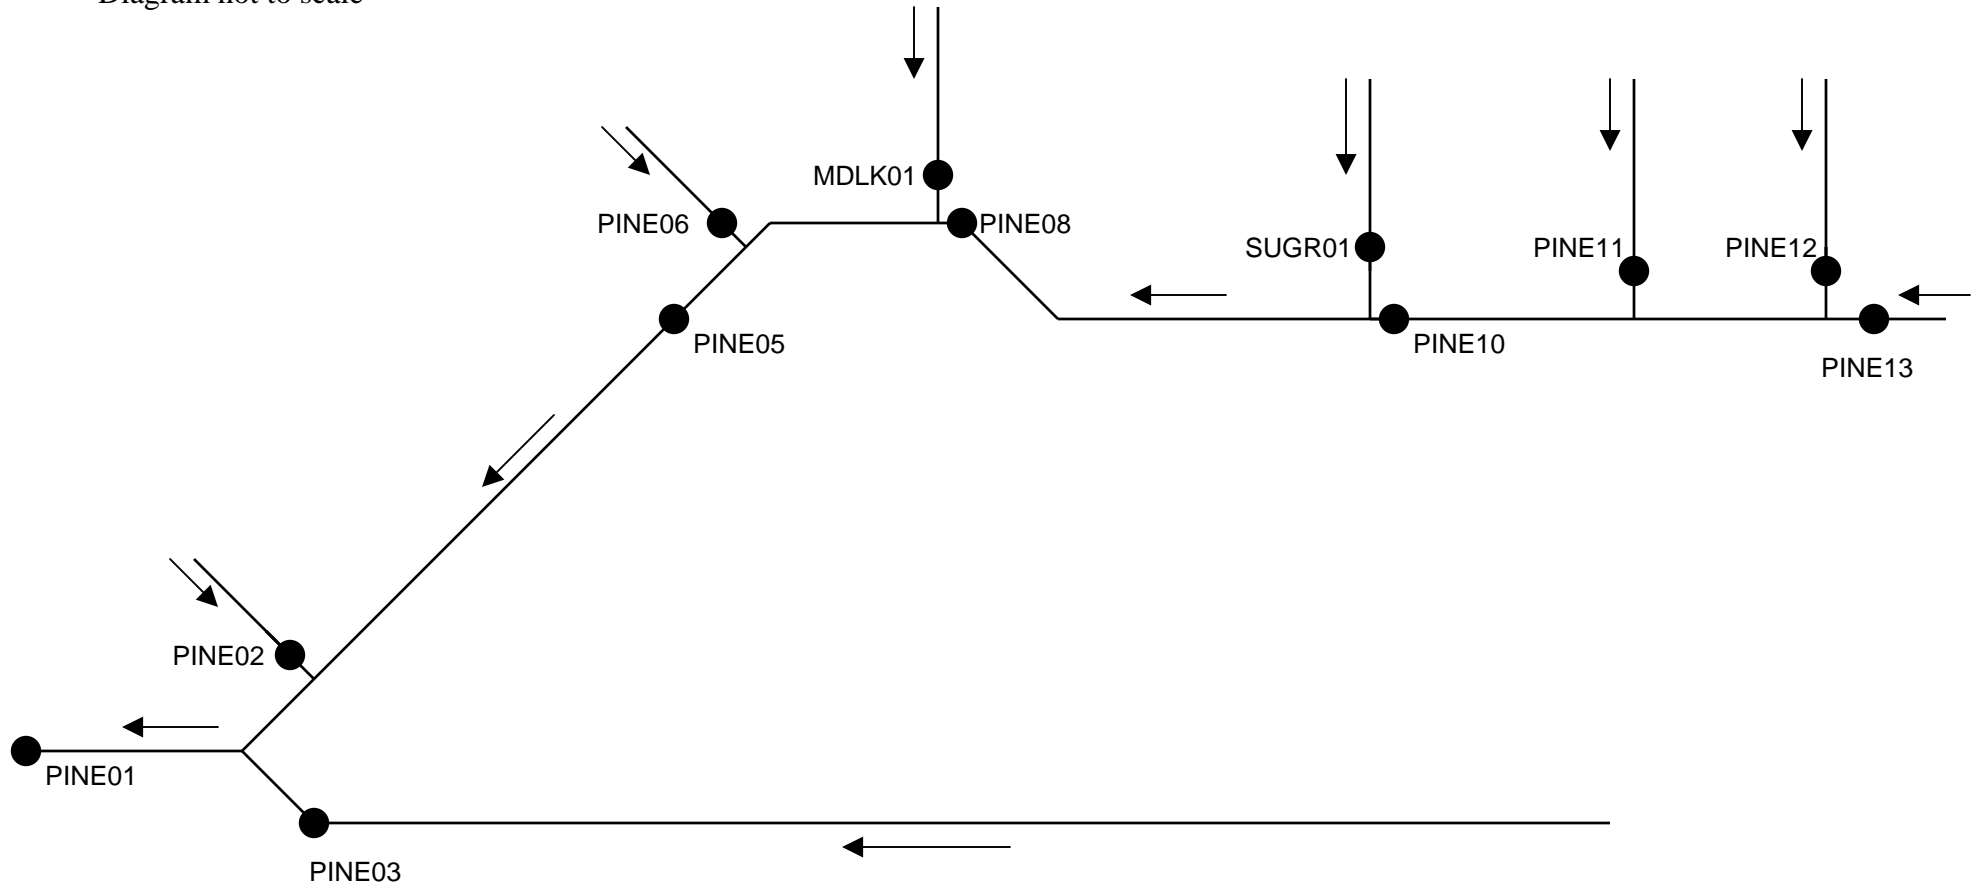 Diagram not to scale
MDLK01
PINE06
PINE08
SUGR01
PINE11
PINE12
PINE05
PINE10
PINE13
PINE02
PINE01
PINE03